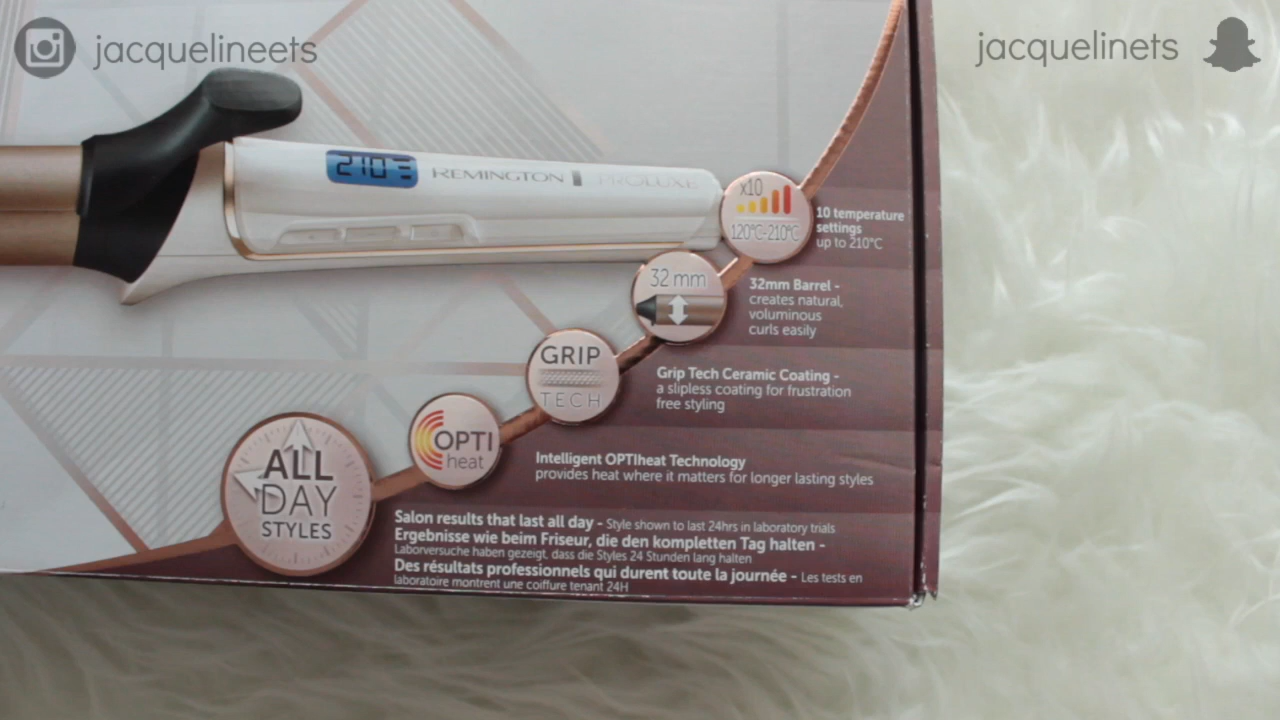 jacquelineets
jacquelinets
210
REMINGTON PROLUXE
x10
120°C-210°C
10 temperature
settings
up to 210°C
32 mm
32mm Barrel -
creates natural,
voluminous
curls easily
GRIP
TECH
Grip Tech Ceramic Coating -
a slipless coating for frustration
free styling
OPTI
heat
Intelligent OPTIheat Technology
provides heat where it matters for longer lasting styles
ALL
DAY
STYLES
Salon results that last all day - Style shown to last 24hrs in laboratory trials
Ergebnisse wie beim Friseur, die den kompletten Tag halten -
Laborversuche haben gezeigt, dass die Styles 24 Stunden lang halten
Des résultats professionnels qui durent toute la journée - Les tests en
laboratoire montrent une coiffure tenant 24H